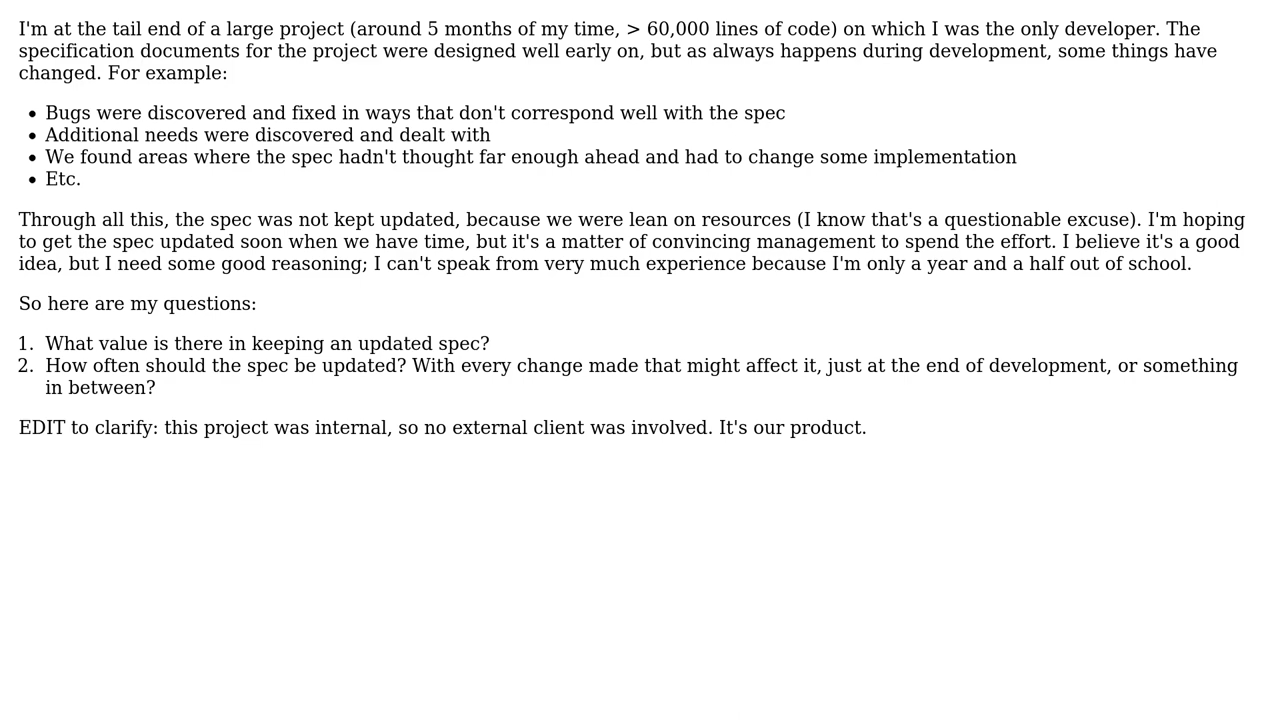 I'm at the tail end of a large project (around 5 months of my time, > 60,000 lines of code) on which I was the only developer. The
specification documents for the project were designed well early on, but as always happens during development, some things have
changed. For example:
• Bugs were discovered and fixed in ways that don't correspond well with the spec
• Additional needs were discovered and dealt with
• We found areas where the spec hadn't thought far enough ahead and had to change some implementation
• Etc.
Through all this, the spec was not kept updated, because we were lean on resources (I know that's a questionable excuse). I'm hoping
to get the spec updated soon when we have time, but it's a matter of convincing management to spend the effort. I believe it's a good
idea, but I need some good reasoning; I can't speak from very much experience because I'm only a year and a half out of school.
So here are my questions:
1. What value is there in keeping an updated spec?
2. How often should the spec be updated? With every change made that might affect it, just at the end of development, or something
in between?
EDIT to clarify: this project was internal, so no external client was involved. It's our product.